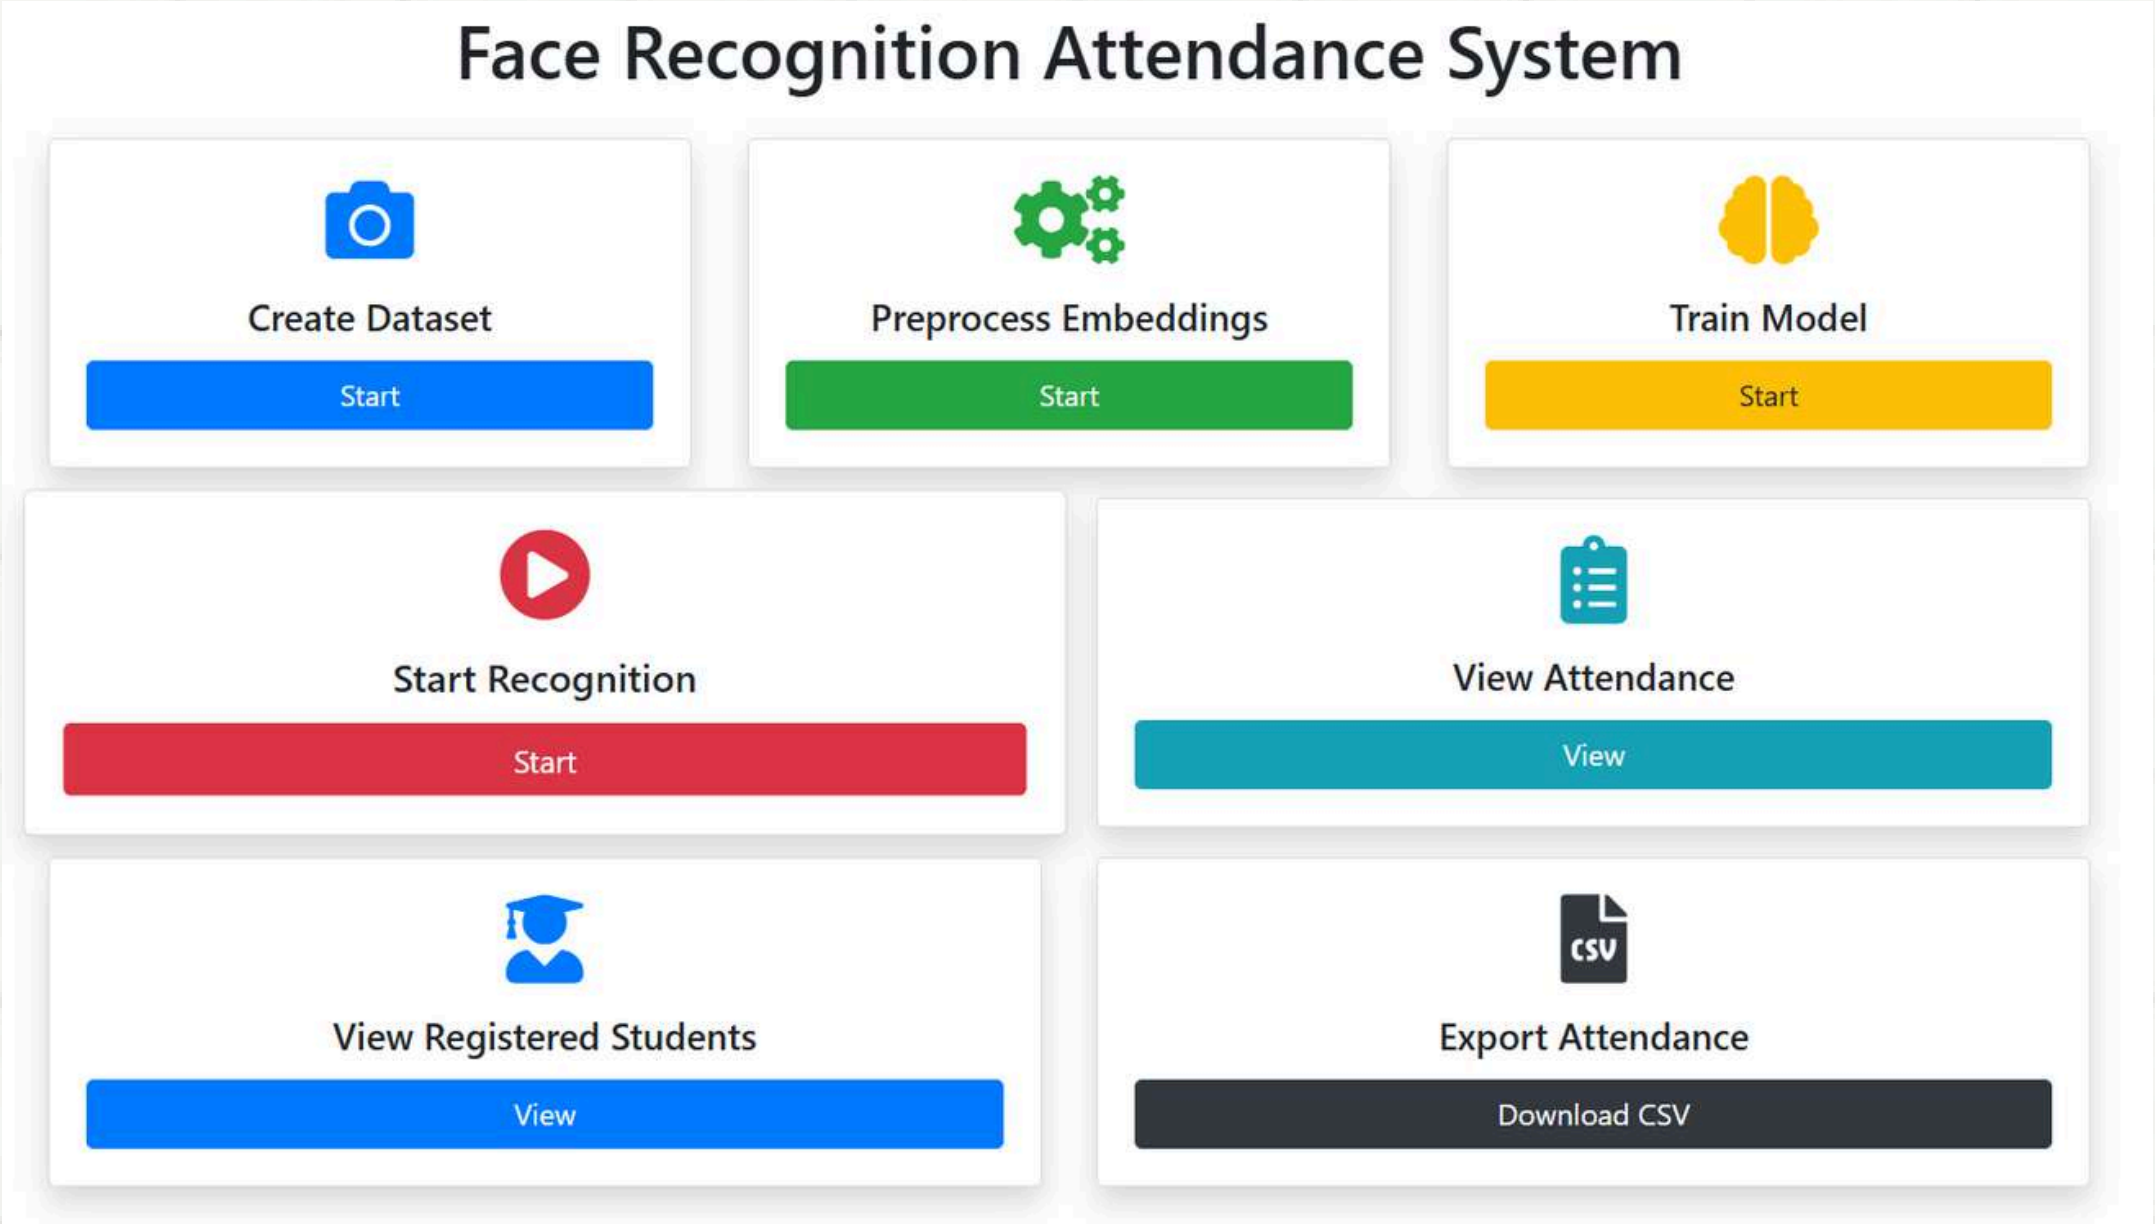 Face Recognition Attendance System
Create Dataset
Start
Preprocess Embeddings
Start
Train Model
Start
Start Recognition
Start
View Attendance
View
View Registered Students
View
CSV
Export Attendance
Download CSV